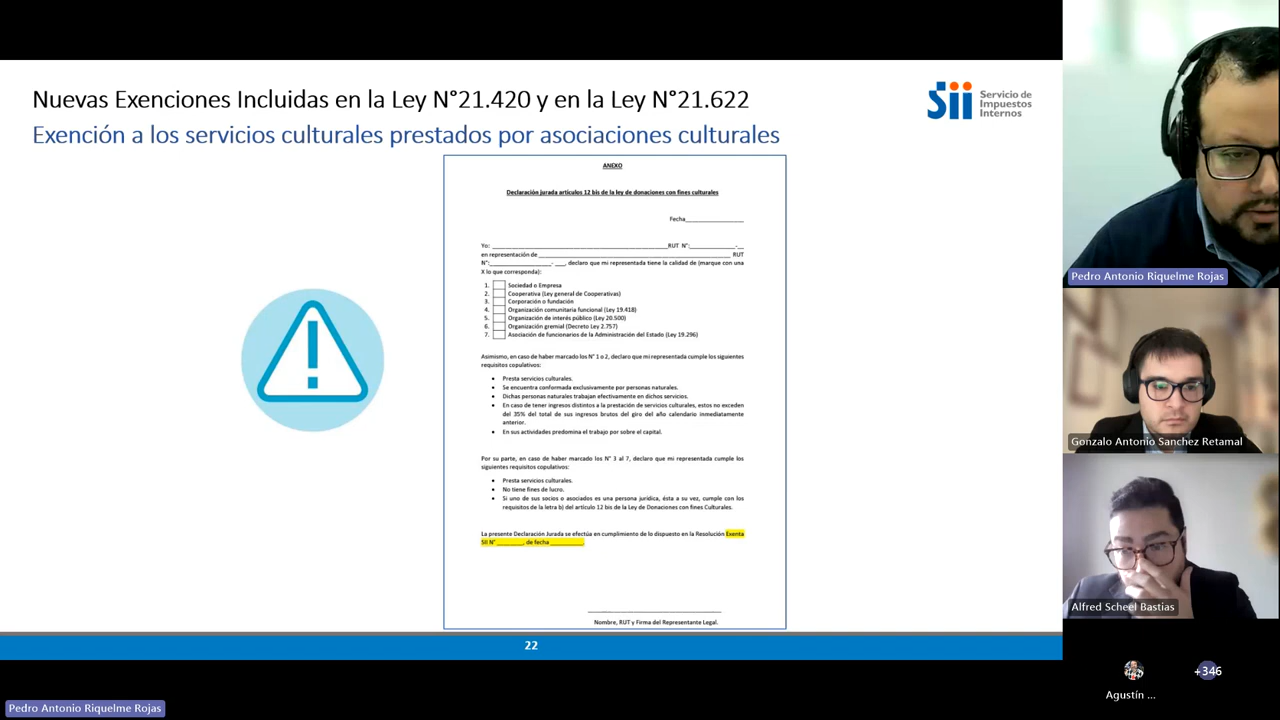 Nuevas Exenciones Incluidas en la Ley N°21.420 y en la Ley N°21.622
Exención a los servicios culturales prestados por asociaciones culturales
sii Servicio de
Impuestos
Internos
ANEXO
Declaración jurada artículos 12 bis de la ley de donaciones con fines culturales
Fecha_________________
Yo: ____________________________________________________RUT N°:_____________-__
en representación de _________________________________________________________ RUT
N°:__________________- ___, declaro que mi representada tiene la calidad de (marque con una
X lo que corresponda):
1. Sociedad o Empresa
2. Cooperativa (Ley general de Cooperativas)
3. Corporación o fundación
4. Organización comunitaria funcional (Ley 19.418)
5. Organización de interés público (Ley 20.500)
6. Organización gremial (Decreto Ley 2.757)
7. Asociación de funcionarios de la Administración del Estado (Ley 19.296)
Asimismo, en caso de haber marcado los N° 1 o 2, declaro que mi representada cumple los siguientes
requisitos copulativos:
• Presta servicios culturales.
• Se encuentra conformada exclusivamente por personas naturales.
• Dichas personas naturales trabajan efectivamente en dichos servicios.
• En caso de tener ingresos distintos a la prestación de servicios culturales, estos no exceden
del 35% del total de sus ingresos brutos del giro del año calendario inmediatamente
anterior.
• En sus actividades predomina el trabajo por sobre el capital.
Por su parte, en caso de haber marcado los N° 3 al 7, declaro que mi representada cumple los
siguientes requisitos copulativos:
• Presta servicios culturales.
• No tiene fines de lucro.
• Si uno de sus socios o asociados es una persona jurídica, ésta a su vez, cumple con los
requisitos de la letra b) del artículo 12 bis de la Ley de Donaciones con fines Culturales.
La presente Declaración Jurada se efectúa en cumplimiento de lo dispuesto en la Resolución Exenta
SII N° ________, de fecha __________.
Nombre, RUT y Firma del Representante Legal.
22
Pedro Antonio Riquelme Rojas
Gonzalo Antonio Sanchez Retamal
Alfred Scheel Bastias
+346
Agustín ...
Pedro Antonio Riquelme Rojas